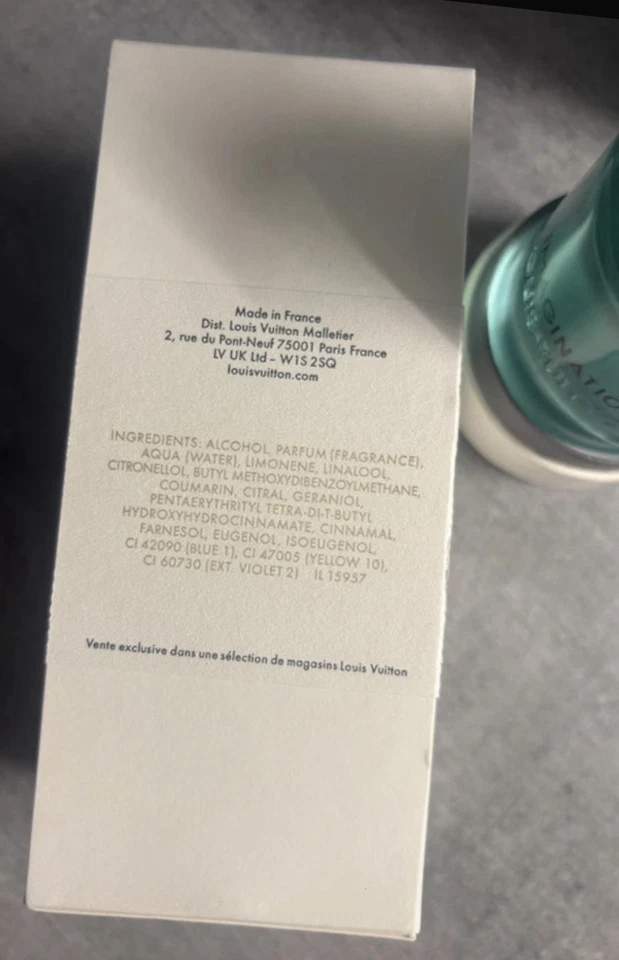 Made in France
Dist. Louis Vuitton Malletier
2, rue du Pont-Neuf 75001 Paris France
LV UK Ltd - W1S 2SQ
louisvuitton.com
INGREDIENTS: ALCOHOL, PARFUM (FRAGRANCE),
AQUA (WATER), LIMONENE, LINALOOL,
CITRONELLOL, BUTYL METHOXYDIBENZOYLMETHANE,
COUMARIN, CITRAL, GERANIOL,
PENTAERYTHRITYL TETRA-DI-T-BUTYL
HYDROXYHYDROCINNAMATE, CINNAMAL,
FARNESOL, EUGENOL, ISOEUGENOL,
CI 42090 (BLUE 1), CI 47005 (YELLOW 10),
CI 60730 (EXT. VIOLET 2) IL 15957
Vente exclusive dans une sélection de magasins Louis Vuitton